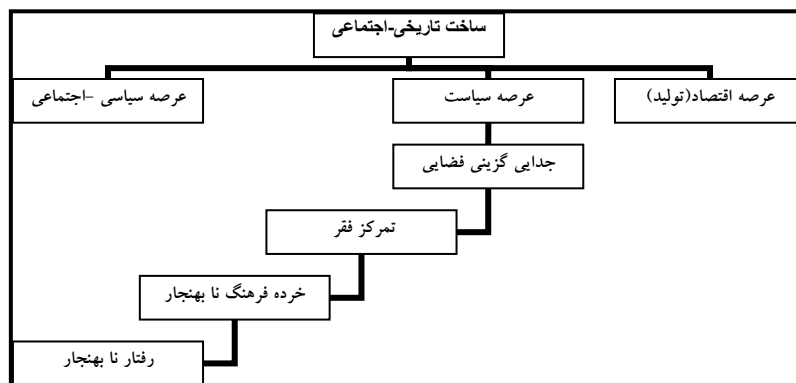 ساخت تاریخی-اجتماعی
عرصه اقتصاد(تولید)
عرصه سیاست
عرصه سیاسی -اجتماعی
جدایی گزینی فضایی
تمرکز فقر
خرده فرهنگ نا بهنجار
رفتار نا بهنجار